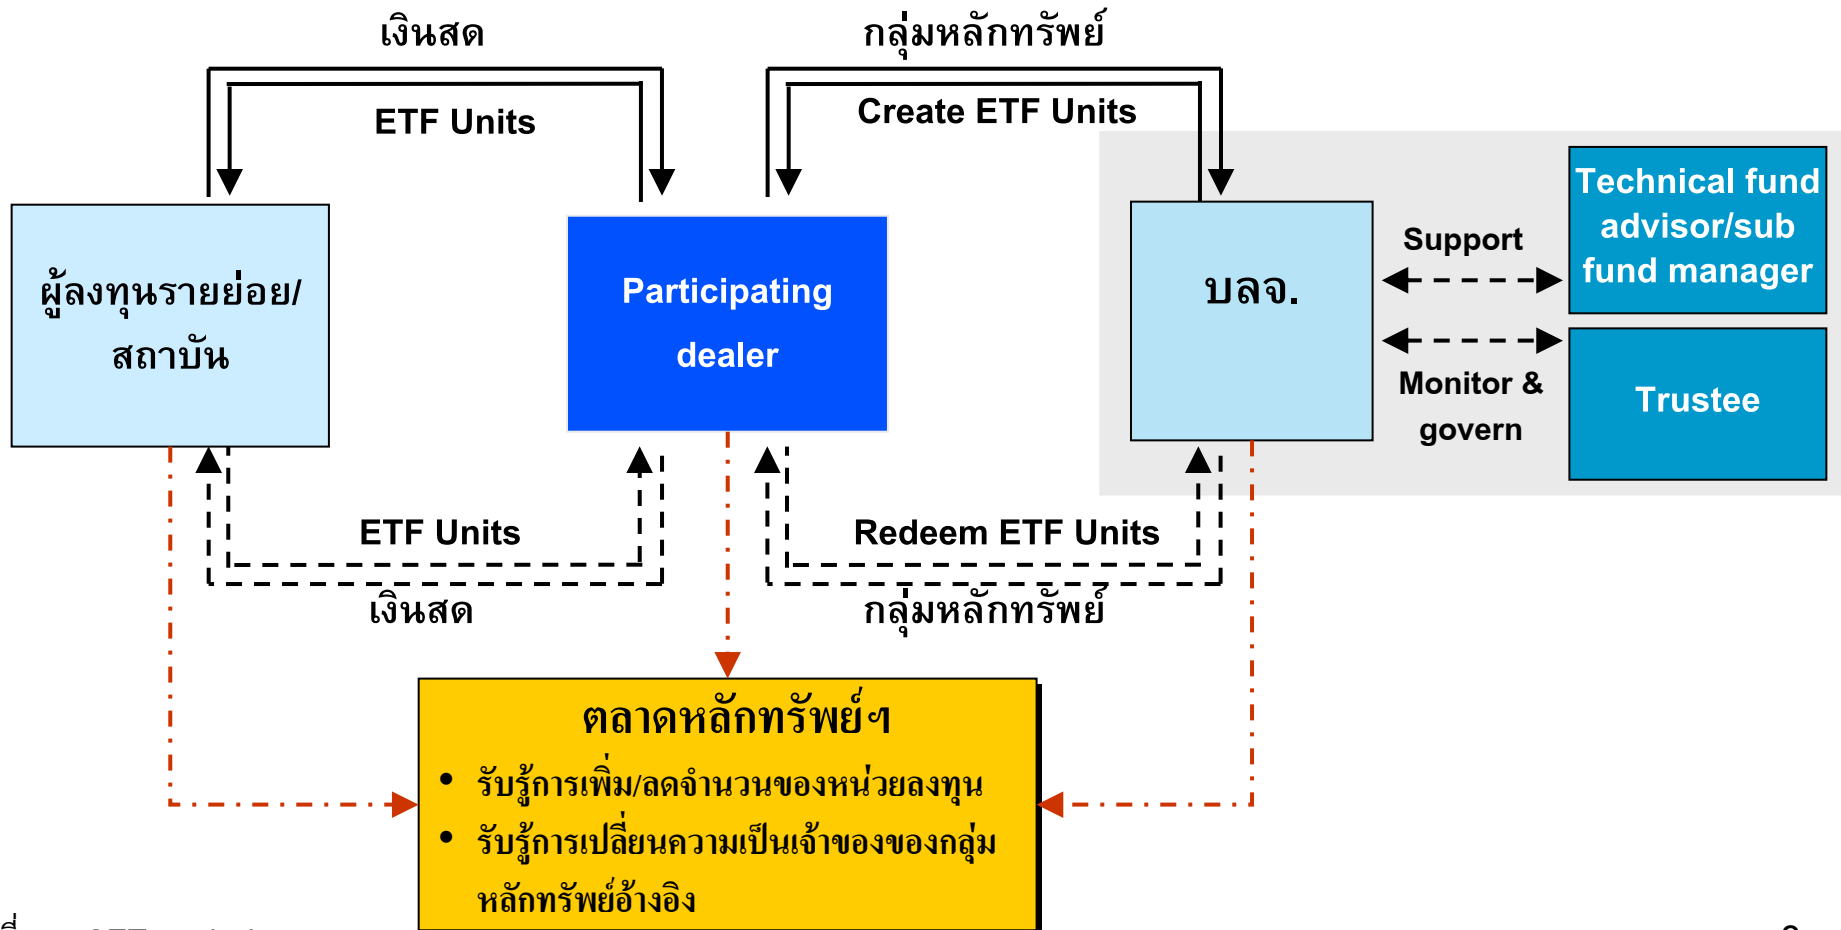 เงินสด
กลุ่มหลักทรัพย์
ETF Units
Create ETF Units
ผู้ลงทุนรายย่อย/
สถาบัน
Participating
dealer
บลจ.
Support
Monitor &
govern
Technical fund
advisor/sub
fund manager
Trustee
ETF Units
เงินสด
Redeem ETF Units
กลุ่มหลักทรัพย์
ตลาดหลักทรัพย์ฯ
• รับรู้การเพิ่ม/ลดจำนวนของหน่วยลงทุน
• รับรู้การเปลี่ยนความเป็นเจ้าของของกลุ่ม
หลักทรัพย์อ้างอิง